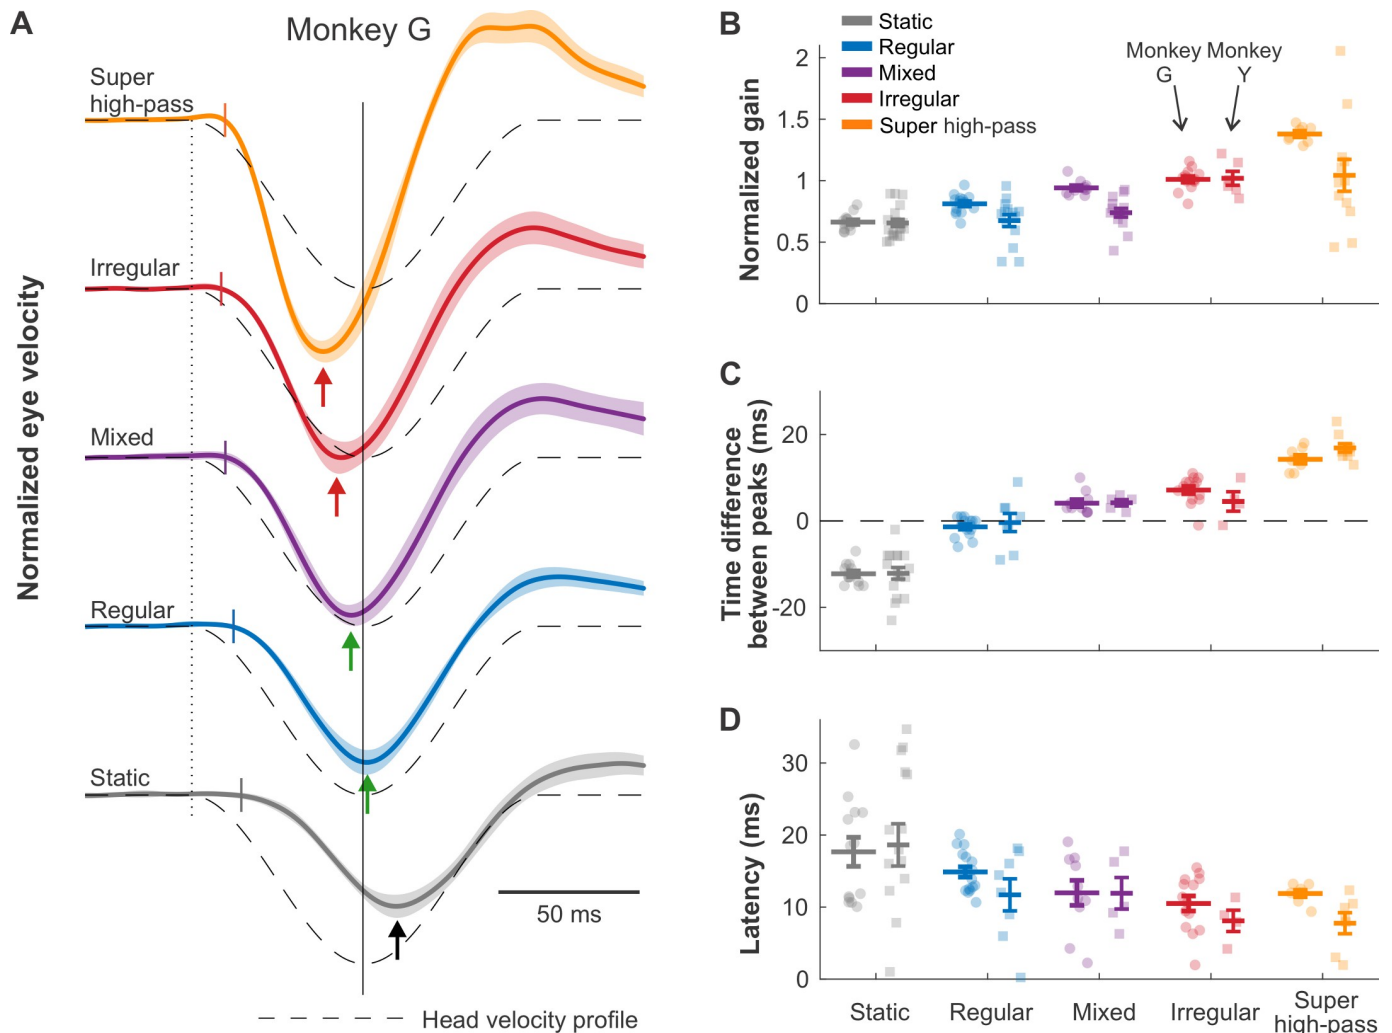 A
Monkey G
Normalized eye velocity
Super
high-pass
Irregular
Mixed
Regular
Static
50 ms
Head velocity profile
B
Static
Regular
Mixed
Irregular
Super high-pass
Monkey Monkey
G Y
Normalized gain
2
1.5
1
0.5
0
C
Time difference
between peaks (ms)
20
0
-20
D
Latency (ms)
30
20
10
0
Static Regular Mixed Irregular Super
high-pass